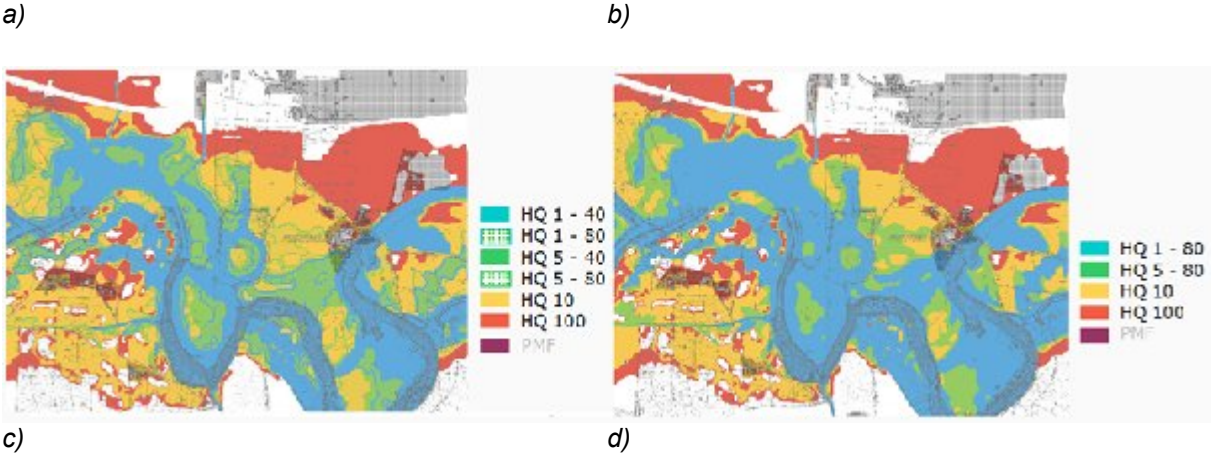 a)
b)
HQ 1 - 40
HQ 1 - 80
HQ 5 - 40
HQ 5 - 80
HQ 10
HQ 100
PMF
HQ 1 - 80
HQ 5 - 80
HQ 10
HQ 100
PMF
c)
d)